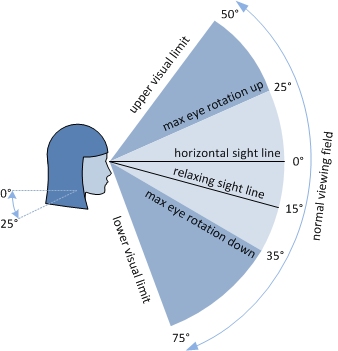 50°
upper visual limit
25°
max eye rotation up
horizontal sight line
0°
relaxing sight line
15°
max eye rotation down
35°
lower visual limit
75°
normal viewing field
0°
25°